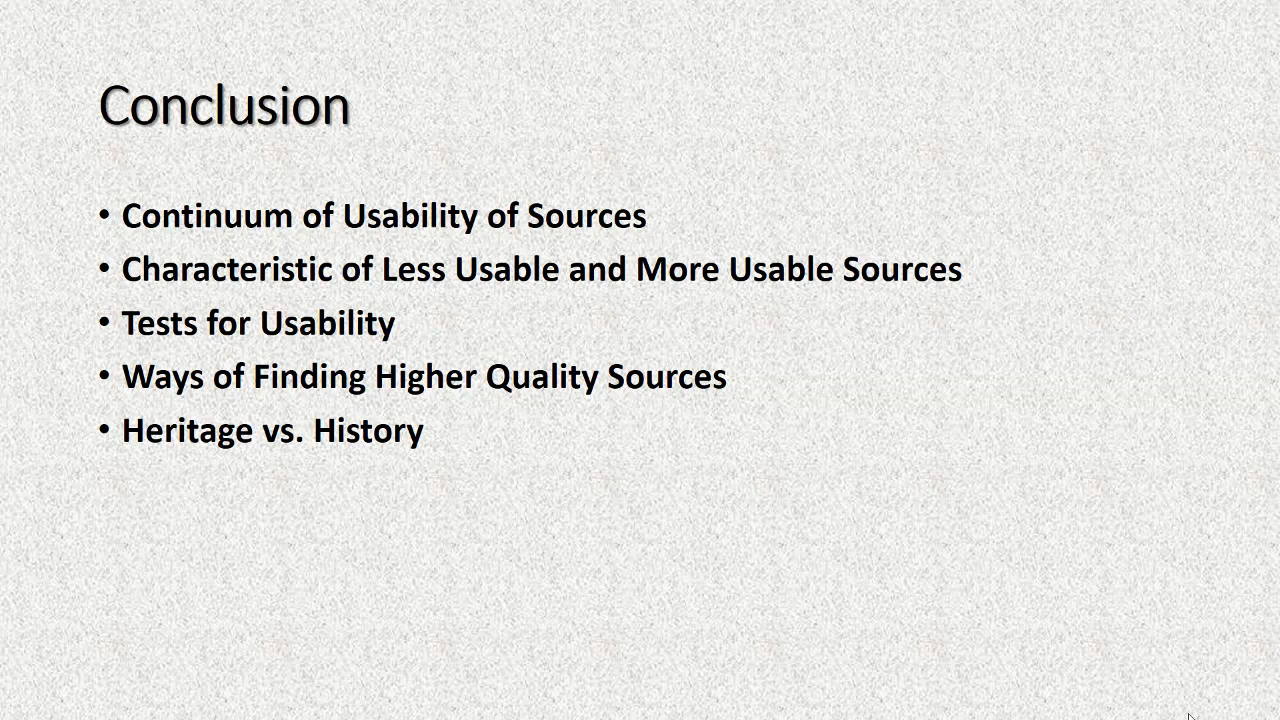 Conclusion
• Continuum of Usability of Sources
• Characteristic of Less Usable and More Usable Sources
• Tests for Usability
• Ways of Finding Higher Quality Sources
• Heritage vs. History